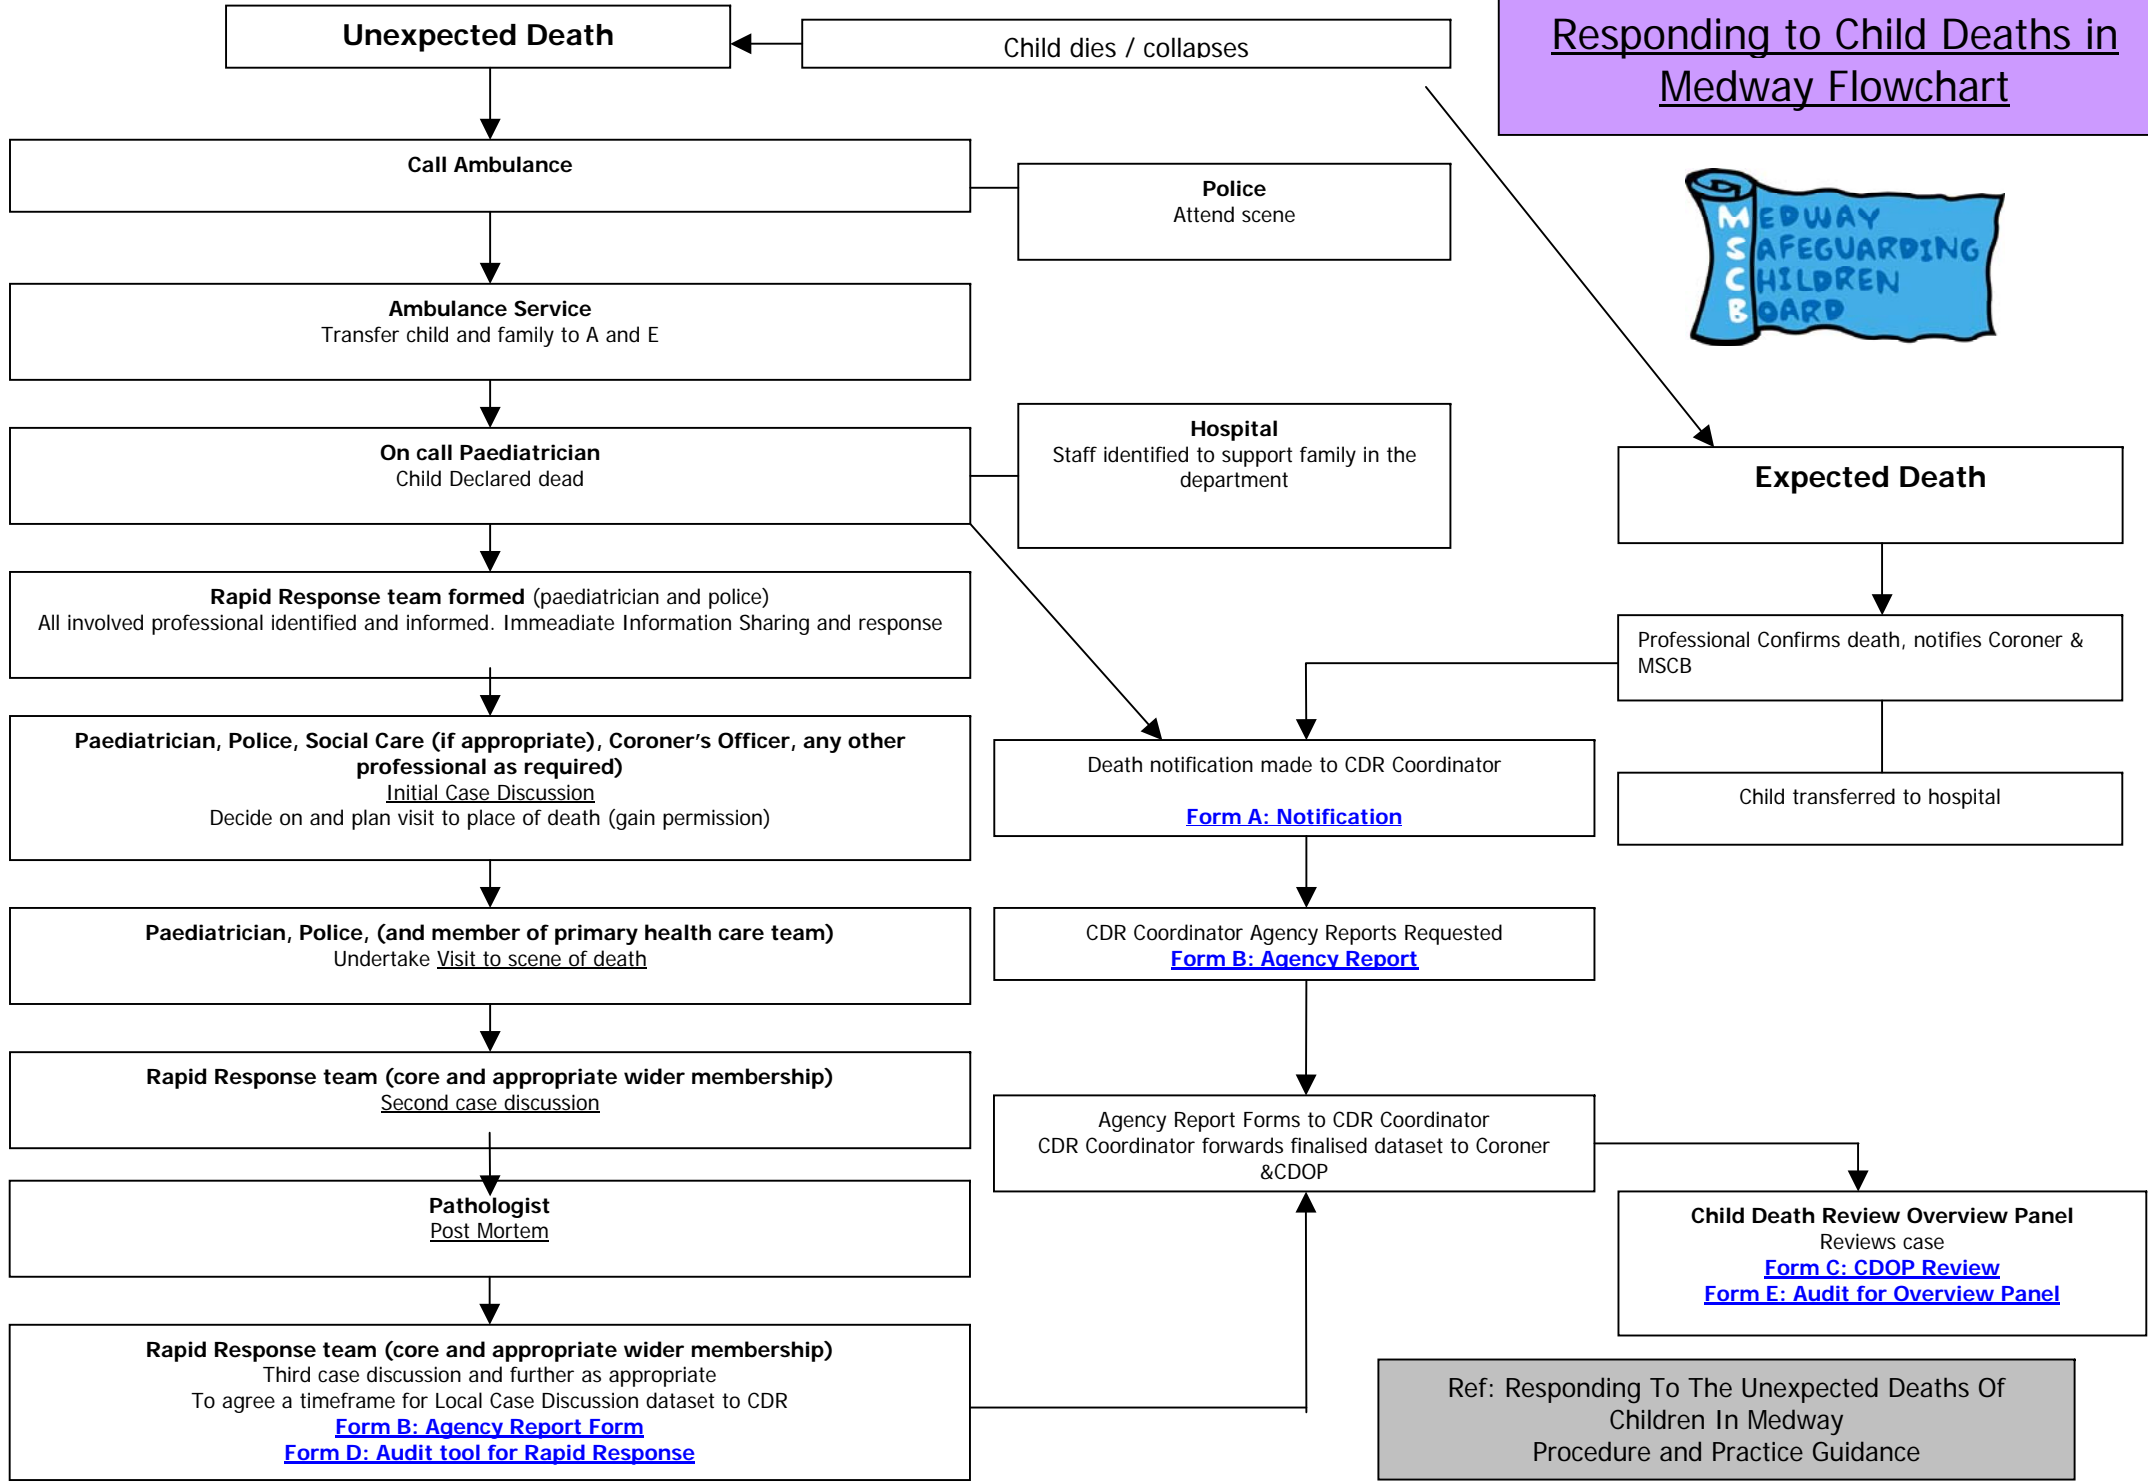 Unexpected Death
Child dies / collapses
Responding to Child Deaths in
Medway Flowchart
Call Ambulance
Police
Attend scene
MEDWAY
SAFEGUARDING
CHILDREN
BOARD
Ambulance Service
Transfer child and family to A and E
On call Paediatrician
Child Declared dead
Hospital
Staff identified to support family in the
department
Expected Death
Rapid Response team formed (paediatrician and police)
All involved professional identified and informed. Immeadiate Information Sharing and response
Professional Confirms death, notifies Coroner &
MSCB
Paediatrician, Police, Social Care (if appropriate), Coroner's Officer, any other
professional as required)
Initial Case Discussion
Decide on and plan visit to place of death (gain permission)
Death notification made to CDR Coordinator
Form A: Notification
Child transferred to hospital
Paediatrician, Police, (and member of primary health care team)
Undertake Visit to scene of death
CDR Coordinator Agency Reports Requested
Form B: Agency Report
Rapid Response team (core and appropriate wider membership)
Second case discussion
Agency Report Forms to CDR Coordinator
CDR Coordinator forwards finalised dataset to Coroner
&CDOP
Pathologist
Post Mortem
Child Death Review Overview Panel
Reviews case
Form C: CDOP Review
Form E: Audit for Overview Panel
Rapid Response team (core and appropriate wider membership)
Third case discussion and further as appropriate
To agree a timeframe for Local Case Discussion dataset to CDR
Form B: Agency Report Form
Form D: Audit tool for Rapid Response
Ref: Responding To The Unexpected Deaths Of
Children In Medway
Procedure and Practice Guidance